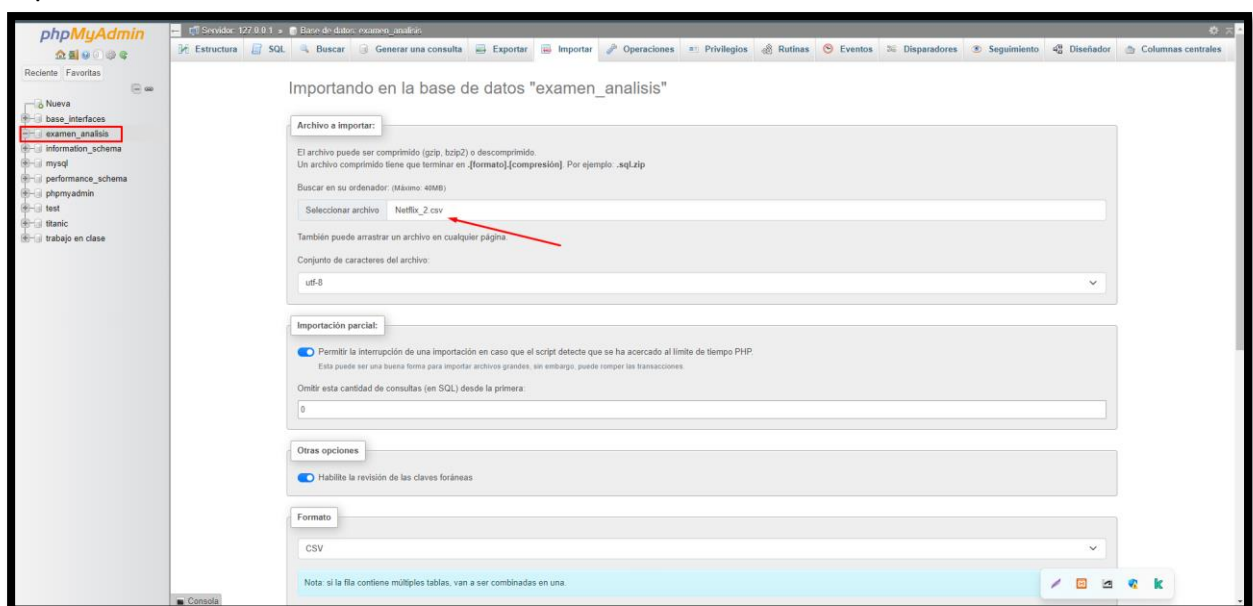 phpMyAdmin
Servidor: 127.0.0.1 » Base de datos: examen_analisis
Estructura SQL Buscar Generar una consulta Exportar Importar Operaciones Privilegios Rutinas Eventos Disparadores Seguimiento Diseñador Columnas centrales
Reciente Favoritas
Nueva
base_interfaces
examen_analisis
information_schema
mysql
performance_schema
phpmyadmin
test
titanic
trabajo en clase
Importando en la base de datos "examen_analisis"
Archivo a importar:
El archivo puede ser comprimido (gzip, bzip2) o descomprimido.
Un archivo comprimido tiene que terminar en .[formato].[compresión]. Por ejemplo: .sql.zip
Buscar en su ordenador: (Máximo: 40MB)
Seleccionar archivo Netflix_2.csv
También puede arrastrar un archivo en cualquier página.
Conjunto de caracteres del archivo:
utf-8
Importación parcial:
Permitir la interrupción de una importación en caso que el script detecte que se ha acercado al límite de tiempo PHP.
Esta puede ser una buena forma para importar archivos grandes, sin embargo, puede romper las transacciones.
Omitir esta cantidad de consultas (en SQL) desde la primera:
0
Otras opciones
Habilite la revisión de las claves foráneas
Formato
CSV
Nota: si la fila contiene múltiples tablas, van a ser combinadas en una.
Consola